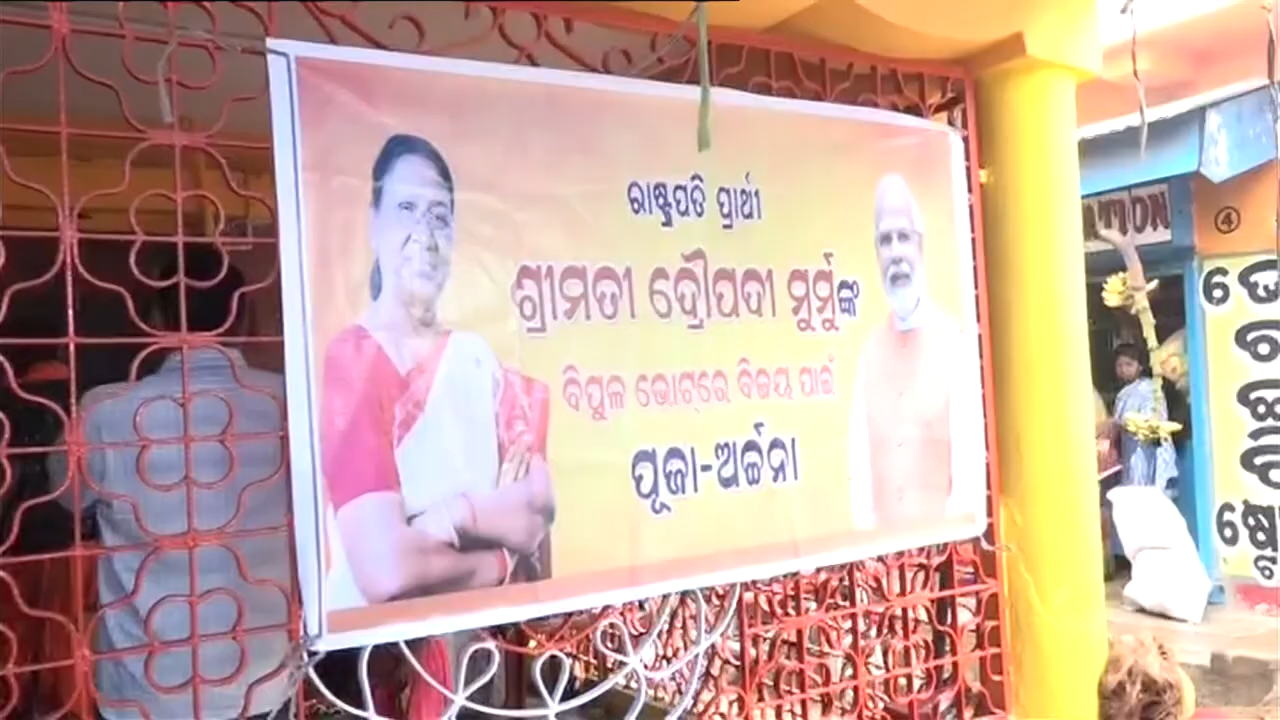 ରାଷ୍ଟ୍ରପତି ପ୍ରାର୍ଥୀ
ଶ୍ରୀମତୀ ଦ୍ରୌପଦୀ ମୁର୍ମୁଙ୍କ
ବିପୁଳ ଭୋଟ୍‌ରେ ବିଜୟ ପାଇଁ
ପୂଜା-ଅର୍ଚ୍ଚନା
④